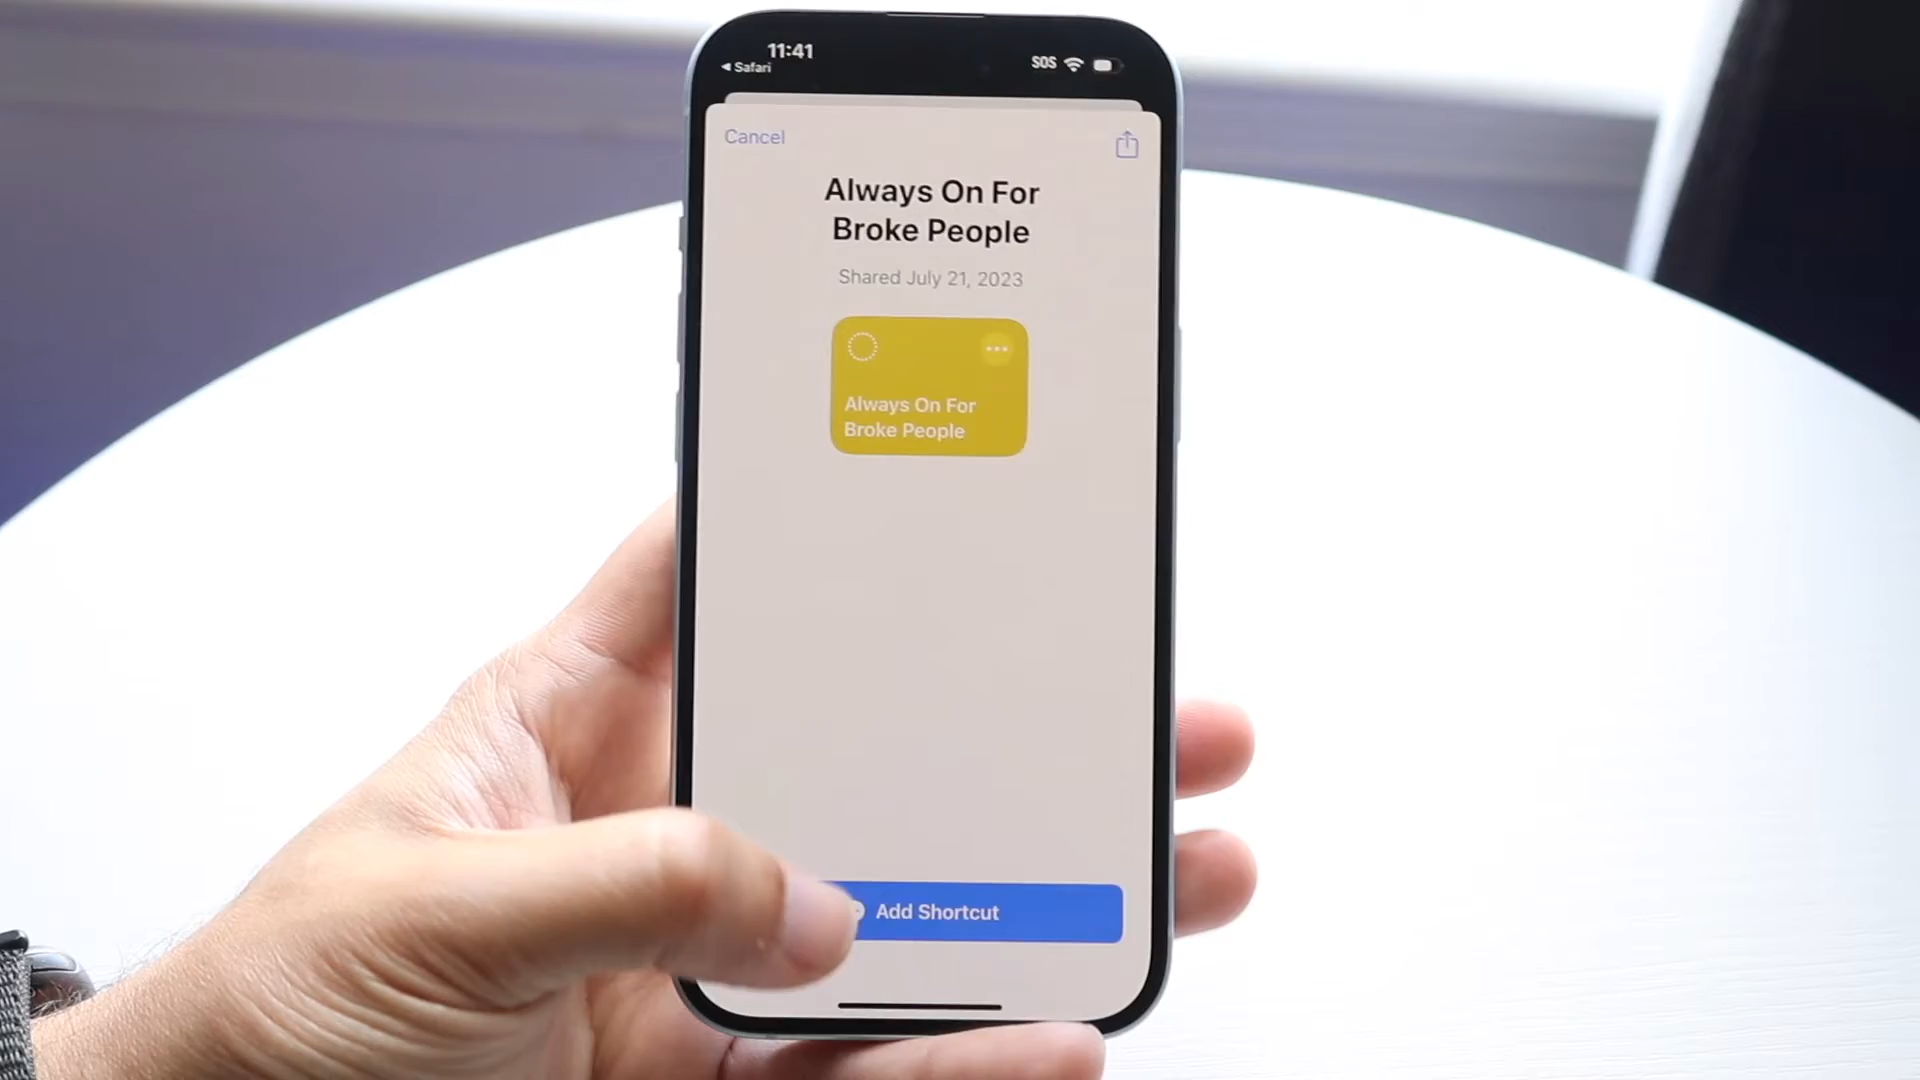 11:41
◀ Safari
SOS
Cancel
Always On For
Broke People
Shared July 21, 2023
Always On For
Broke People
Add Shortcut